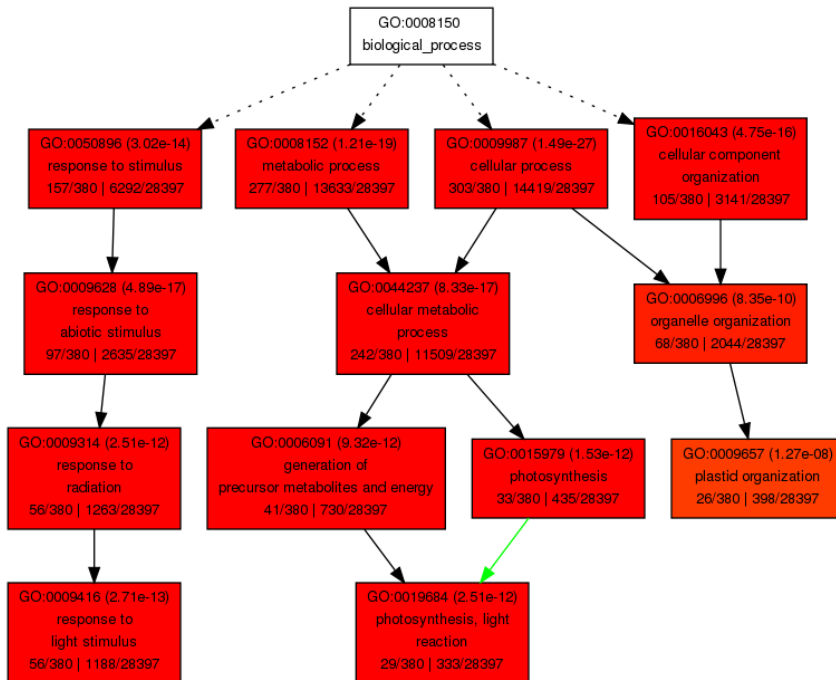 GO:0008150
biological_process
GO:0050896 (3.02e-14)
response to stimulus
157/380 | 6292/28397
GO:0008152 (1.21e-19)
metabolic process
277/380 | 13633/28397
GO:0009987 (1.49e-27)
cellular process
303/380 | 14419/28397
GO:0016043 (4.75e-16)
cellular component
organization
105/380 | 3141/28397
GO:0009628 (4.89e-17)
response to
abiotic stimulus
97/380 | 2635/28397
GO:0044237 (8.33e-17)
cellular metabolic
process
242/380 | 11509/28397
GO:0006996 (8.35e-10)
organelle organization
68/380 | 2044/28397
GO:0009314 (2.51e-12)
response to
radiation
56/380 | 1263/28397
GO:0006091 (9.32e-12)
generation of
precursor metabolites and energy
41/380 | 730/28397
GO:0015979 (1.53e-12)
photosynthesis
33/380 | 435/28397
GO:0009657 (1.27e-08)
plastid organization
26/380 | 398/28397
GO:0009416 (2.71e-13)
response to
light stimulus
56/380 | 1188/28397
GO:0019684 (2.51e-12)
photosynthesis, light
reaction
29/380 | 333/28397